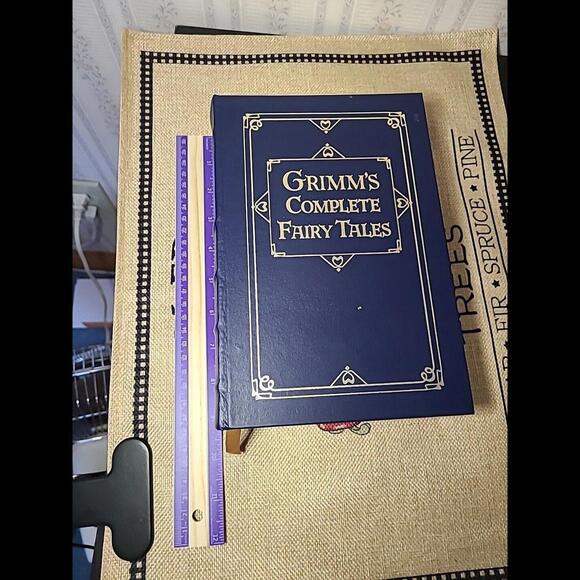 GRIMM'S
COMPLETE
FAIRY TALES
TREES
FIR • SPRUCE • PINE